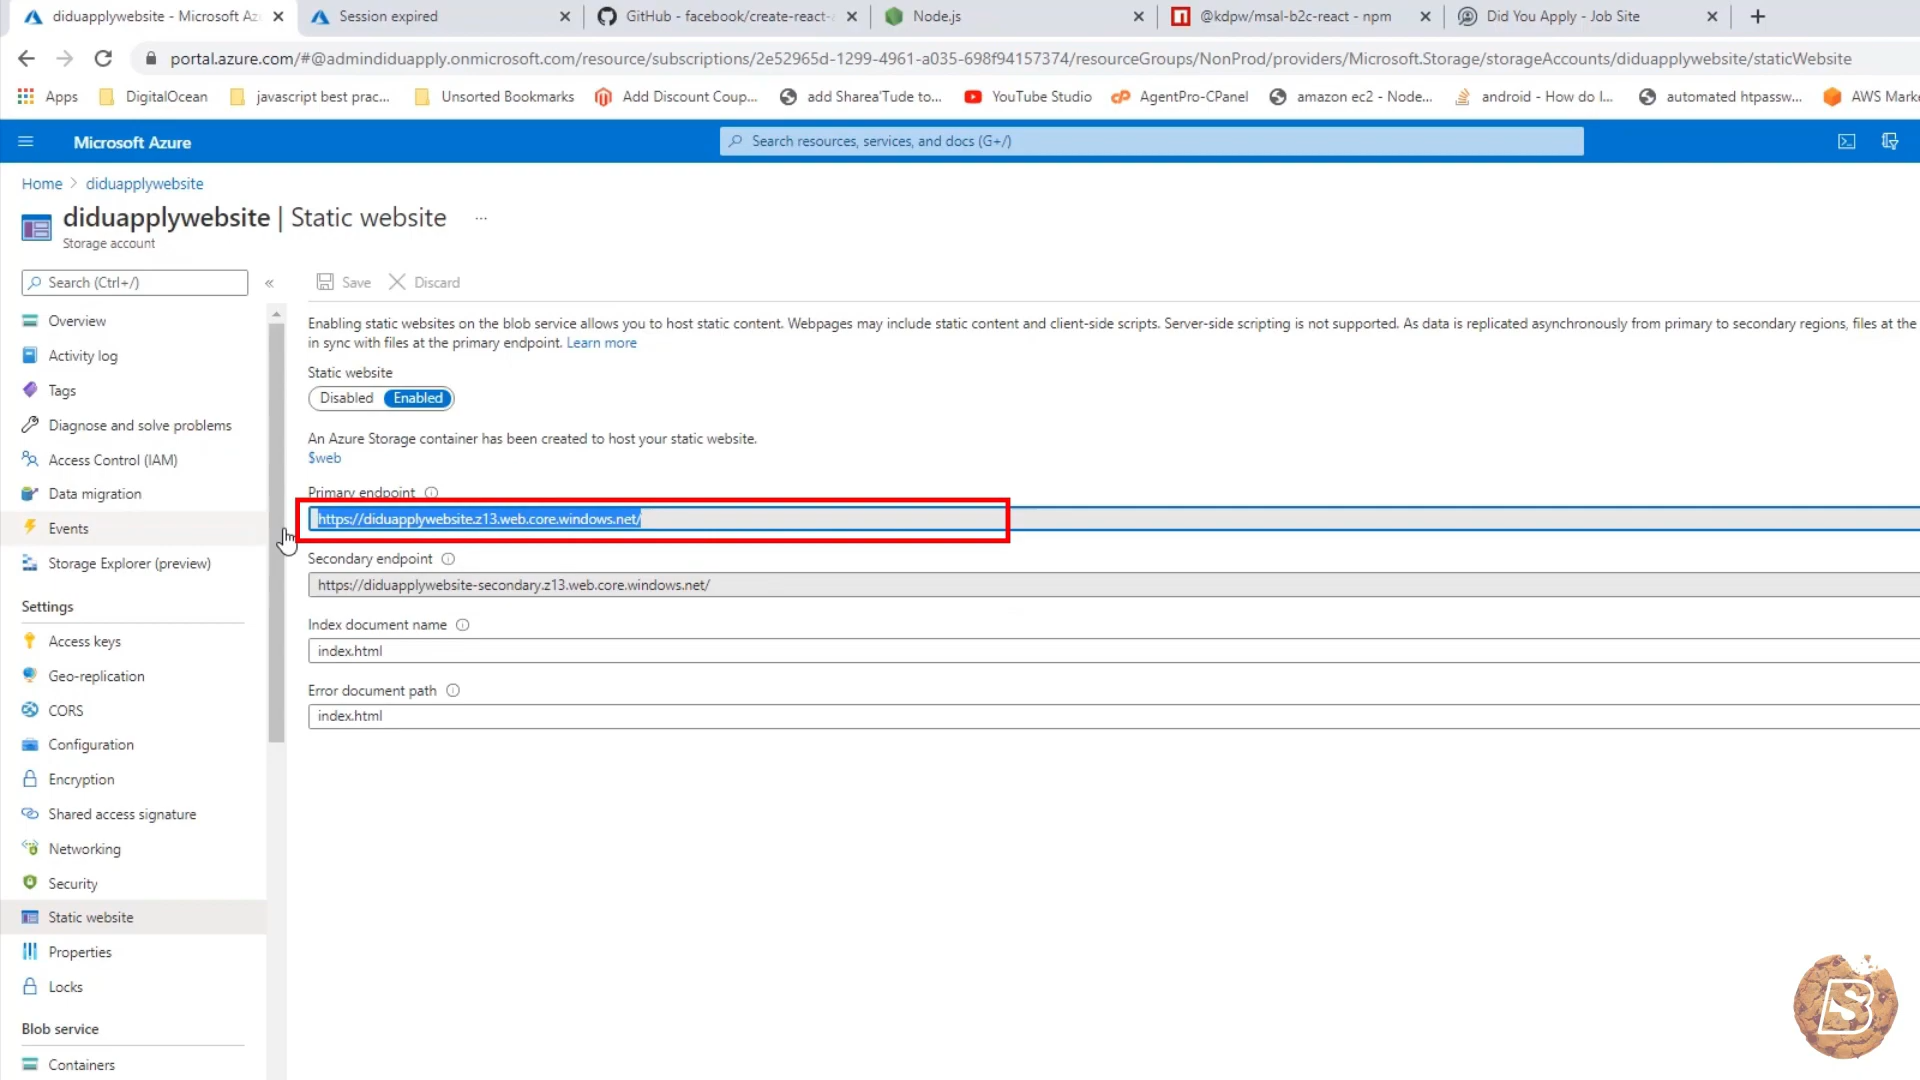 diduapplywebsite - Microsoft Az
Session expired
GitHub - facebook/create-react-
Node.js
@kdpw/msal-b2c-react - npm
Did You Apply - Job Site
portal.azure.com/#@admindiduapply.onmicrosoft.com/resource/subscriptions/2e52965d-1299-4961-a035-698f94157374/resourceGroups/NonProd/providers/Microsoft.Storage/storageAccounts/diduapplywebsite/staticWebsite
Apps
DigitalOcean
javascript best prac...
Unsorted Bookmarks
Add Discount Coup...
add Sharea'Tude to...
YouTube Studio
AgentPro-CPanel
amazon ec2 - Node...
android - How do I...
automated htpassw...
AWS Marke
Microsoft Azure
Search resources, services, and docs (G+/)
Home > diduapplywebsite
diduapplywebsite | Static website ...
Storage account
Search (Ctrl+/)
«
Save
Discard
Overview
Activity log
Tags
Diagnose and solve problems
Access Control (IAM)
Data migration
Events
Storage Explorer (preview)
Settings
Access keys
Geo-replication
CORS
Configuration
Encryption
Shared access signature
Networking
Security
Static website
Properties
Locks
Blob service
Containers
Enabling static websites on the blob service allows you to host static content. Webpages may include static content and client-side scripts. Server-side scripting is not supported. As data is replicated asynchronously from primary to secondary regions, files at the
in sync with files at the primary endpoint. Learn more
Static website
Disabled Enabled
An Azure Storage container has been created to host your static website.
$web
Primary endpoint
https://diduapplywebsite.z13.web.core.windows.net/
Secondary endpoint
https://diduapplywebsite-secondary.z13.web.core.windows.net/
Index document name
index.html
Error document path
index.html
BS